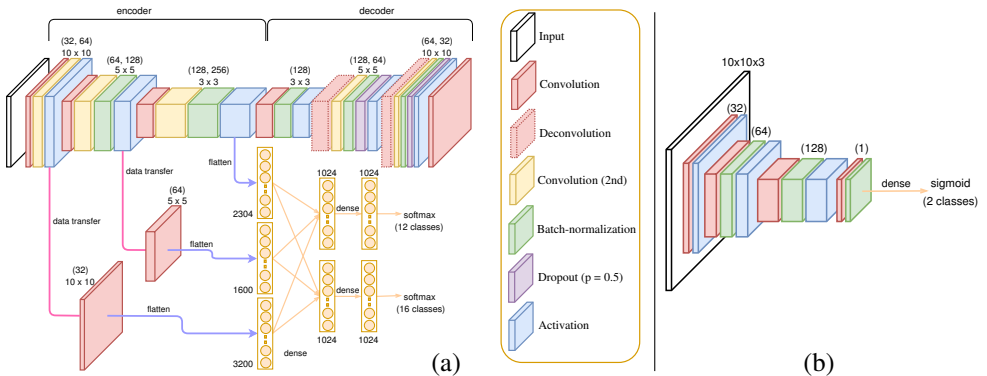 encoder
decoder
(32, 64)
10 x 10
(64, 128)
5 x 5
(128, 256)
3 x 3
(128)
3 x 3
(128, 64)
5 x 5
(64, 32)
10 x 10
data transfer
data transfer
flatten
(64)
5 x 5
flatten
(32)
10 x 10
flatten
2304
1600
3200
1024
1024
dense
softmax
(12 classes)
dense
softmax
(16 classes)
1024
1024
dense
(a)
Input
Convolution
Deconvolution
Convolution (2nd)
Batch-normalization
Dropout (p = 0.5)
Activation
10x10x3
(32)
(64)
(128)
(1)
dense
sigmoid
(2 classes)
(b)